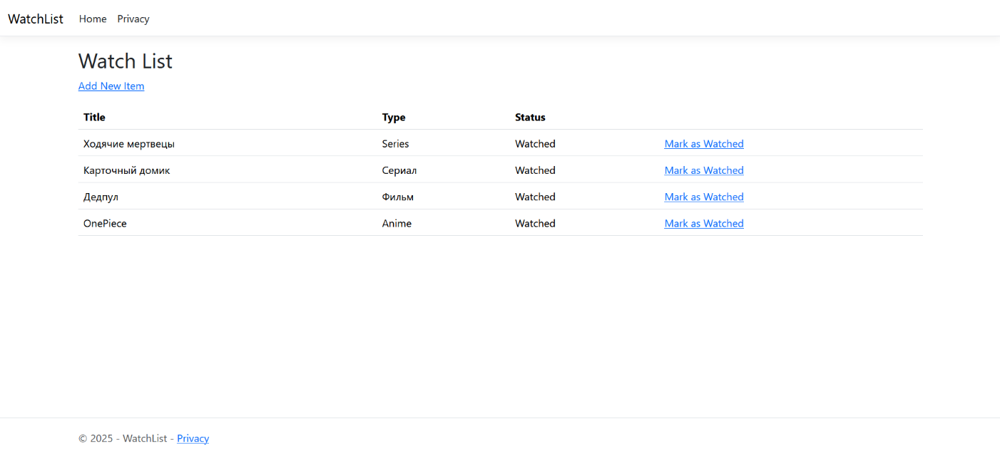 WatchList Home Privacy
Watch List
Add New Item
Title Type Status
Ходячие мертвецы Series Watched Mark as Watched
Карточный домик Сериал Watched Mark as Watched
Дедпул Фильм Watched Mark as Watched
OnePiece Anime Watched Mark as Watched
© 2025 - WatchList - Privacy